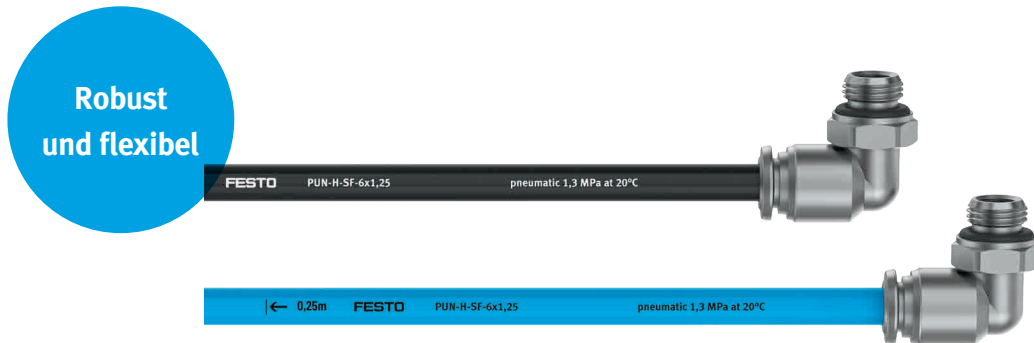 Robust
und flexibel
FESTO PUN-H-SF-6x1,25 pneumatic 1,3 MPa at 20°C
0,25m FESTO PUN-H-SF-6x1,25 pneumatic 1,3 MPa at 20°C